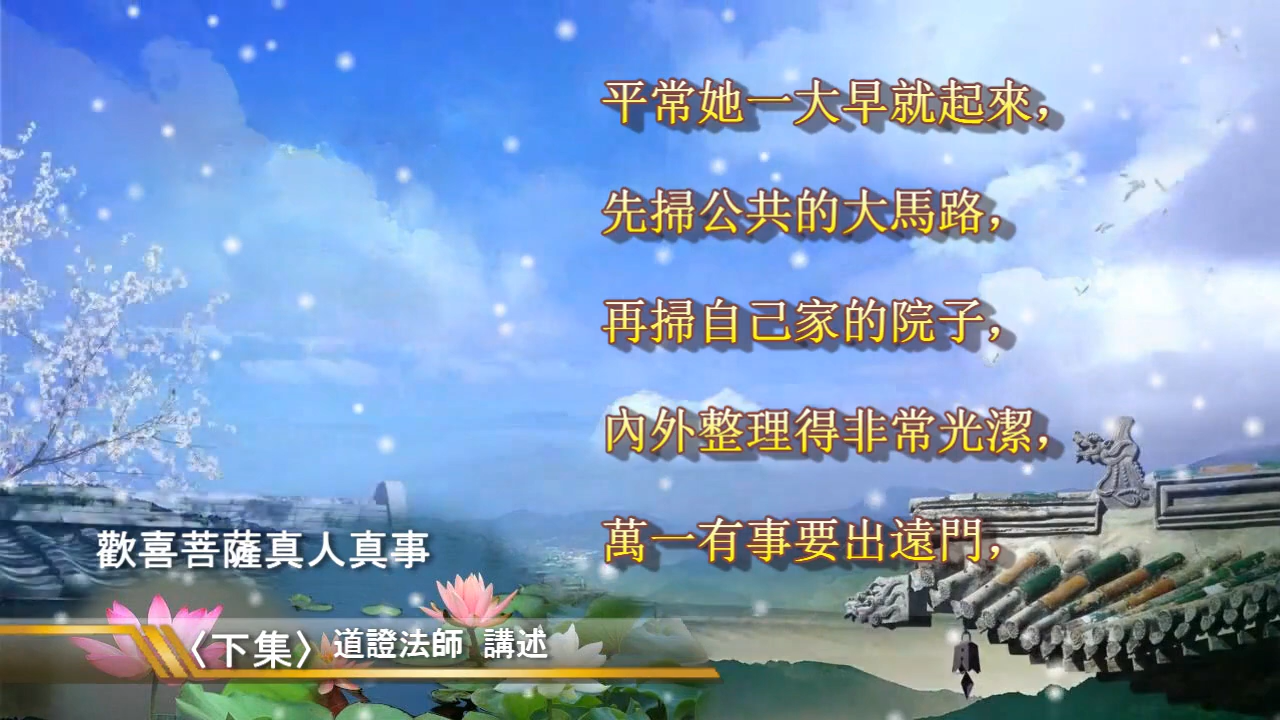 平常她一大早就起來，
先掃公共的大馬路，
再掃自己家的院子，
內外整理得非常光潔，
萬一有事要出遠門，
歡喜菩薩真人真事
〈下集〉道證法師 講述